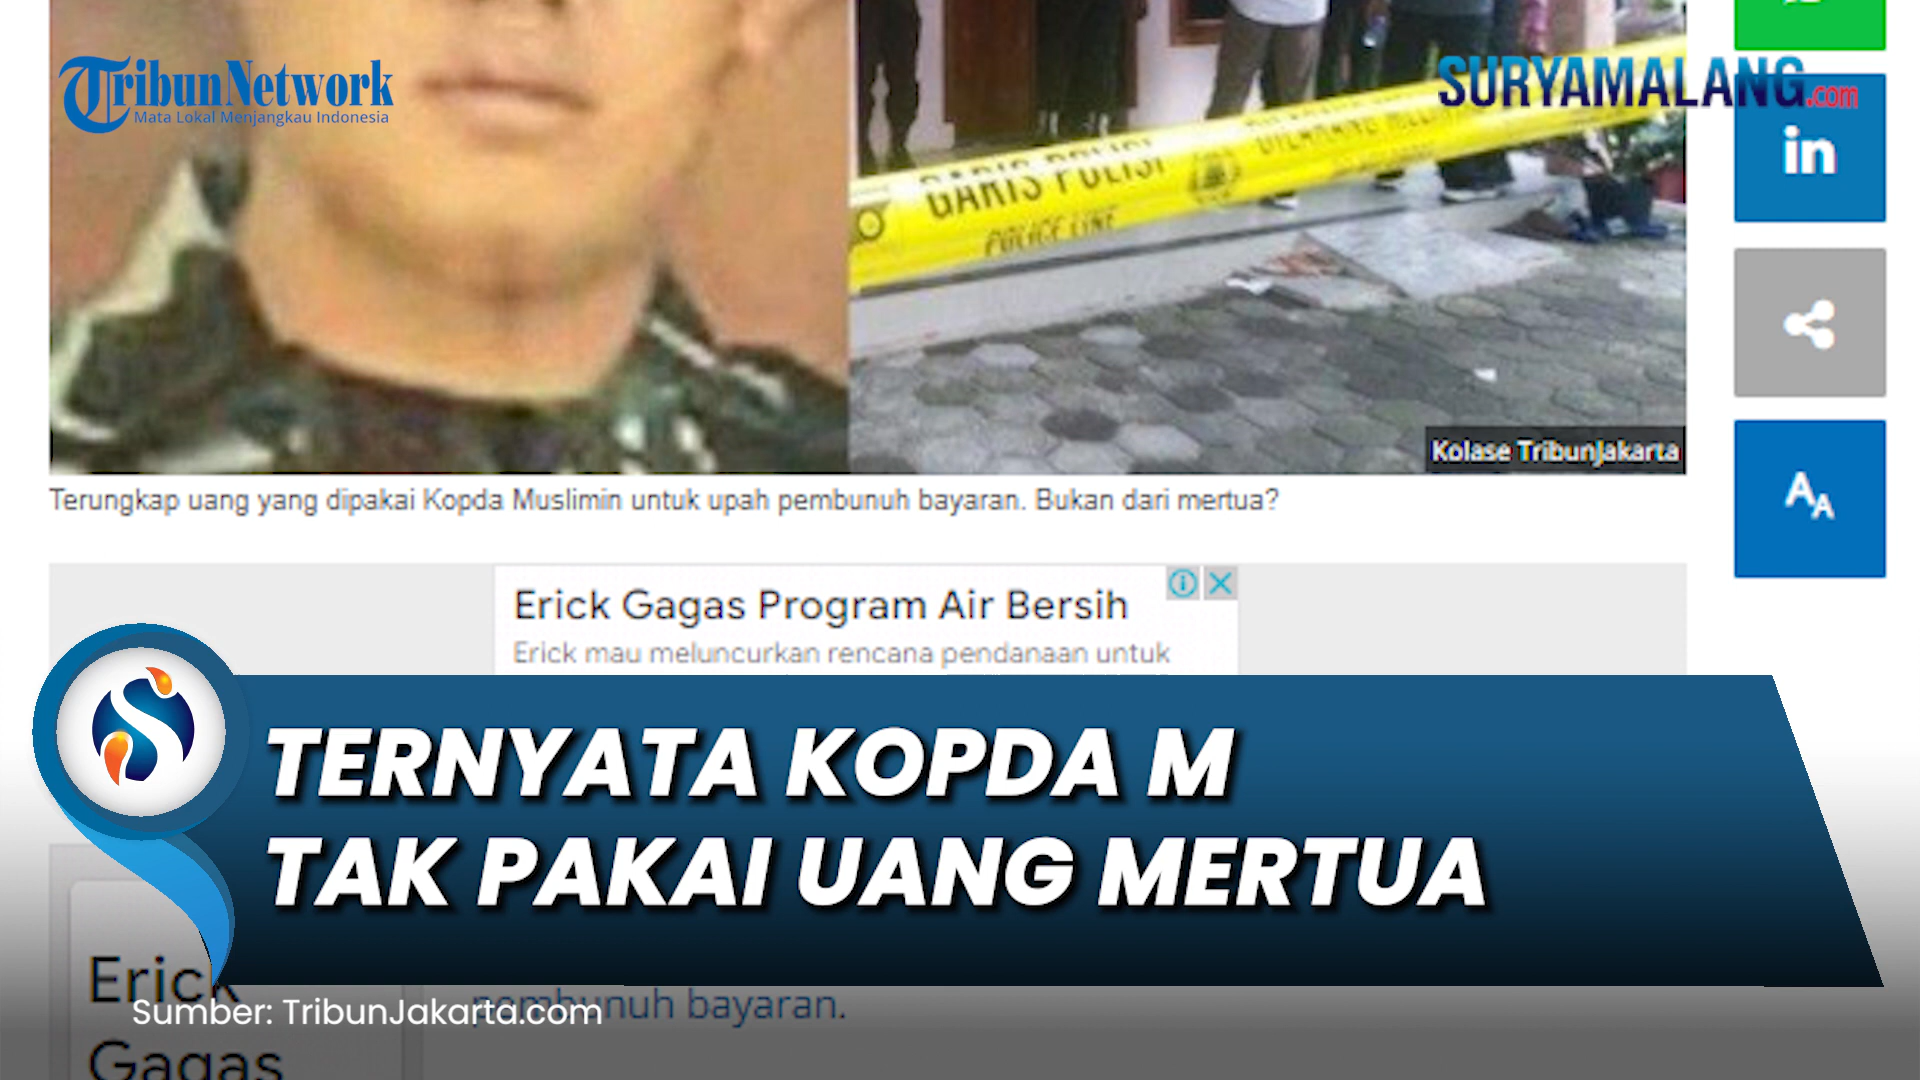 TribunNetwork
Mata Lokal Menjangkau Indonesia
SURYAMALANG.com
in
GARIS POLISI
POLICE LINE
Kolase TribunJakarta
AA
Terungkap uang yang dipakai Kopda Muslimin untuk upah pembunuh bayaran. Bukan dari mertua?
Erick Gagas Program Air Bersih
Erick mau meluncurkan rencana pendanaan untuk
TERNYATA KOPDA M
TAK PAKAI UANG MERTUA
Erick
Gagas
pembunuh bayaran.
Sumber: TribunJakarta.com